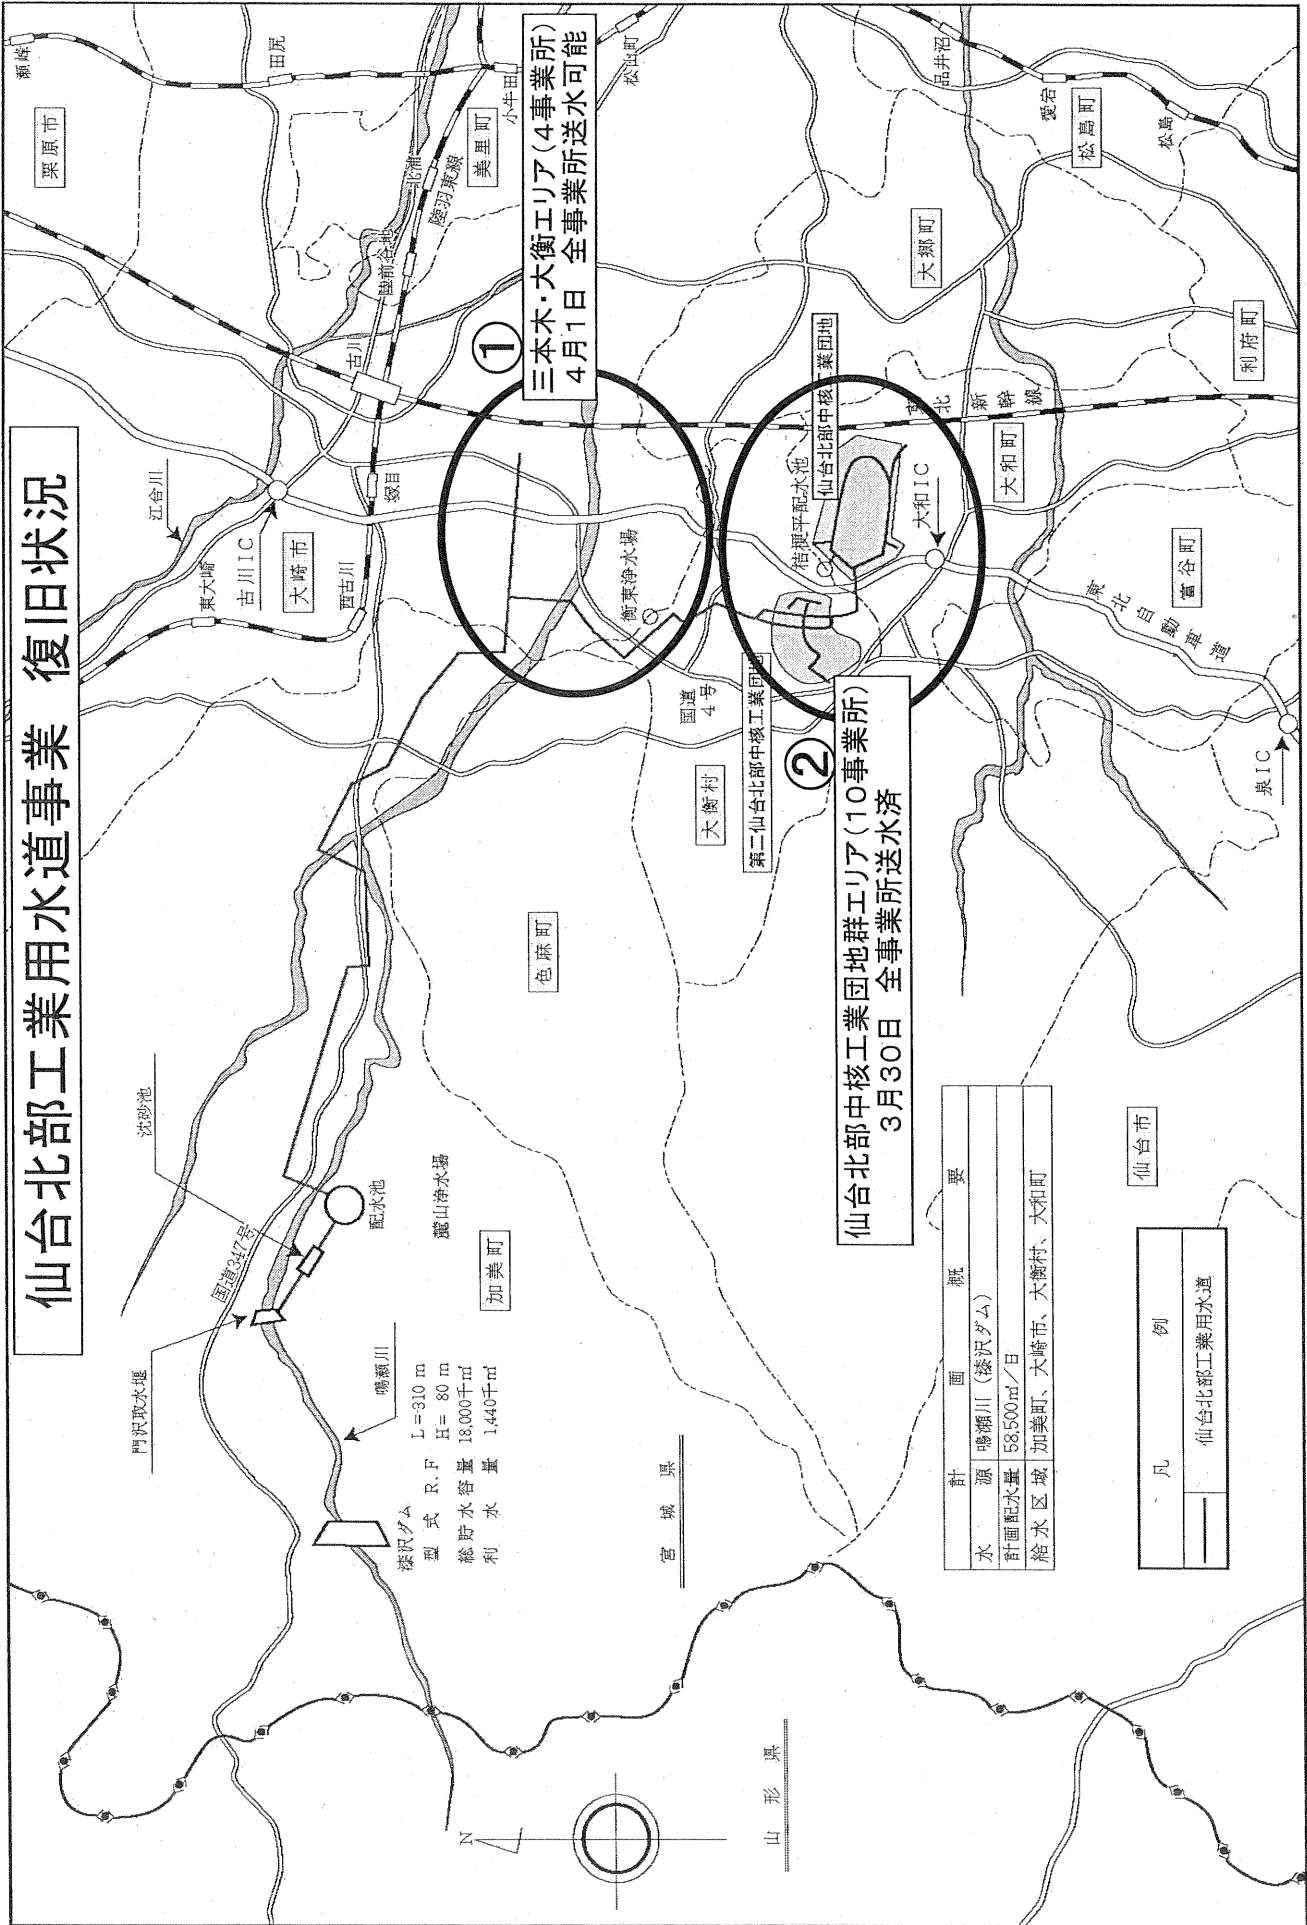 仙台北部工業用水道事業 復旧状況
①
三本木・大衡エリア(4事業所)
4月1日 全事業所送水可能
②
仙台北部中核工業団地群エリア(10事業所)
3月30日 全事業所送水済
栗原市
瀬峰
田尻
小牛田
美里町
松山町
北浦
陸羽東線
陸前谷地
古川
江合川
東大崎
古川IC
大崎市
西古川
塚目
品井沼
愛宕
松島町
松島
大郷町
利府町
仙台北部中核工業団地
東北新幹線
大和町
桔梗平配水池
大和IC
衡東浄水場
富谷町
東北自動車道
泉IC
国道
4号
第二仙台北部中核工業団地
大衡村
色麻町
沈砂池
国道347号
配水池
麓山浄水場
加美町
門沢取水堰
鳴瀬川
漆沢ダム
型式 R.F L=310m
H= 80m
総貯水容量 18,000千㎥
利水量 1,440千㎥
宮城県
山形県
N
仙台市
計画概要
水源 鳴瀬川(漆沢ダム)
計画配水量 58,500㎥/日
給水区域 加美町、大崎市、大衡村、大和町
凡例
仙台北部工業用水道